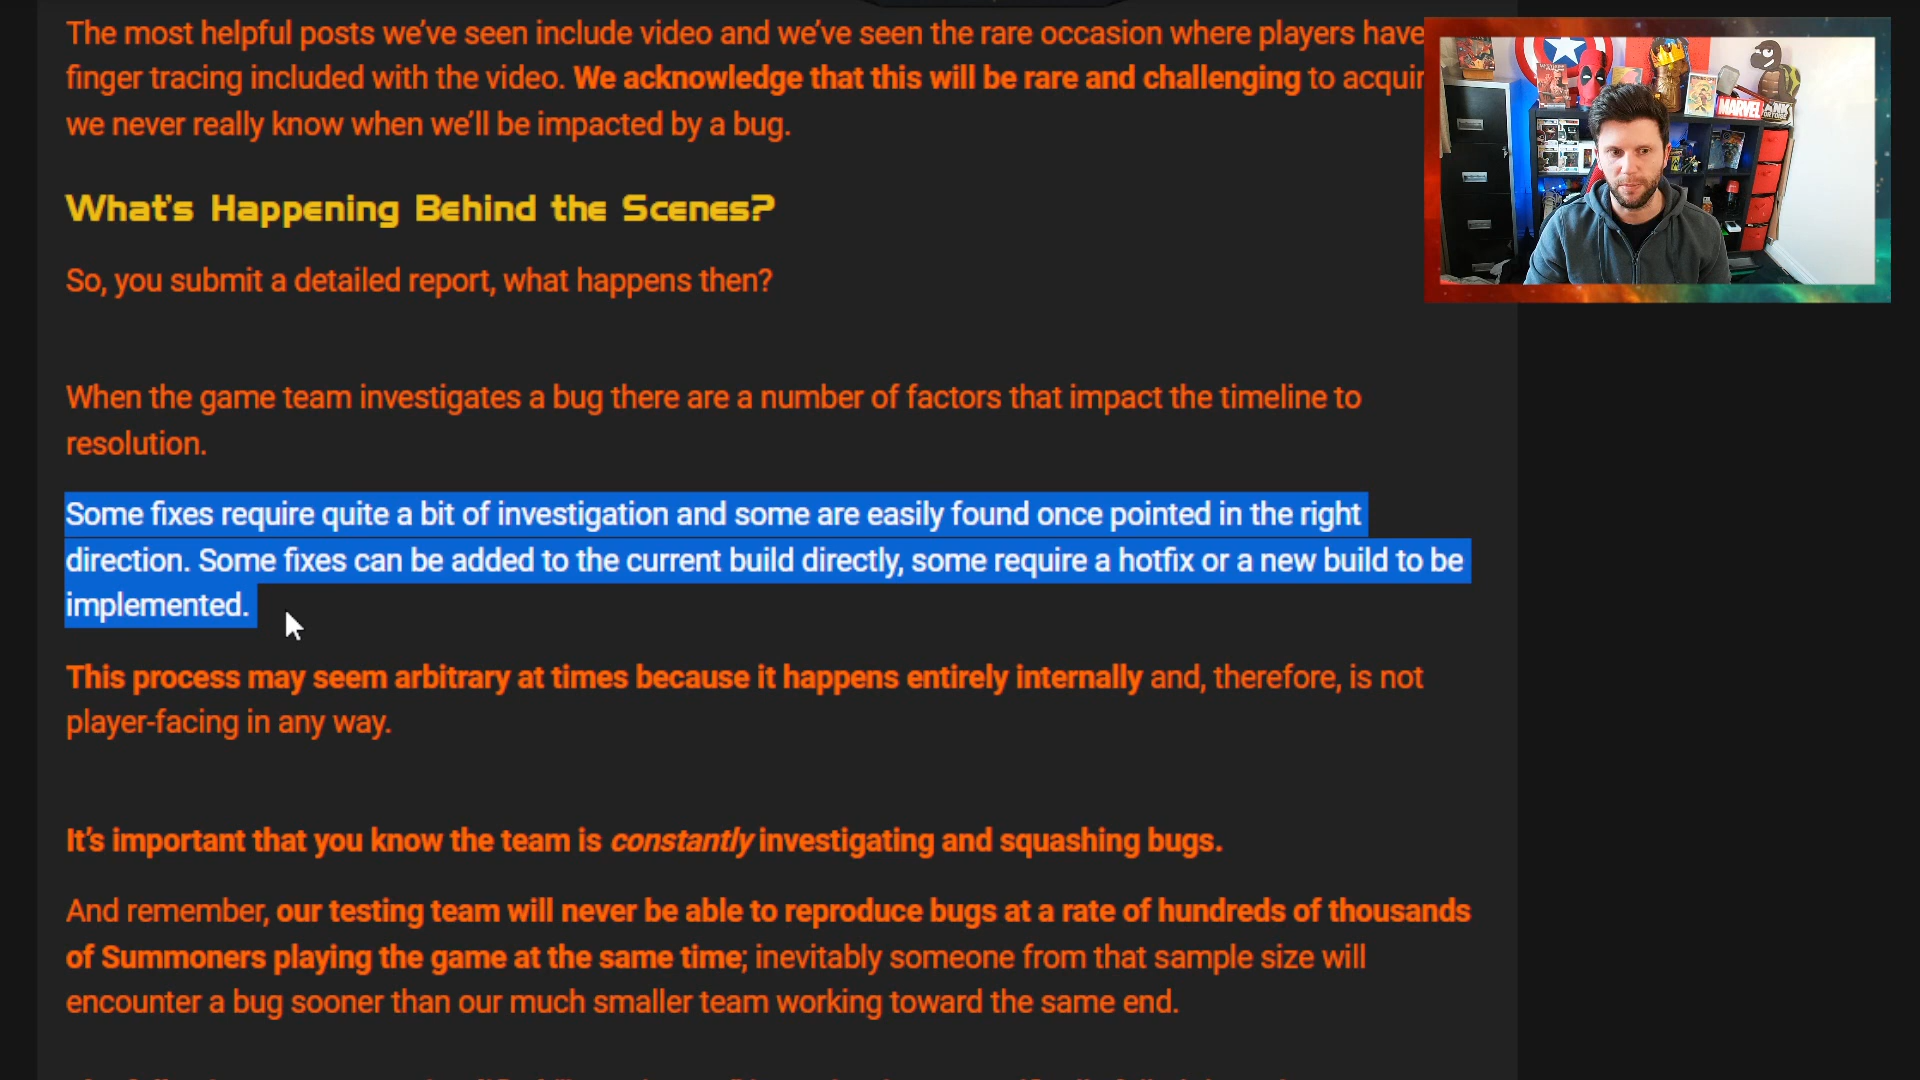 The most helpful posts we've seen include video and we've seen the rare occasion where players have
finger tracing included with the video. We acknowledge that this will be rare and challenging to
we never really know when we'll be impacted by a bug.
What's Happening Behind the Scenes?
So, you submit a detailed report, what happens then?
When the game team investigates a bug there are a number of factors that impact the timeline to
resolution.
Some fixes require quite a bit of investigation and some are easily found once pointed in the right
direction. Some fixes can be added to the current build directly, some require a hotfix or a new build to be
implemented.
This process may seem arbitrary at times because it happens entirely internally and, therefore, is not
player-facing in any way.
It's important that you know the team is constantly investigating and squashing bugs.
And remember, our testing team will never be able to reproduce bugs at a rate of hundreds of thousands
of Summoners playing the game at the same time; inevitably someone from that sample size will
encounter a bug sooner than our much smaller team working toward the same end.
MARVEL